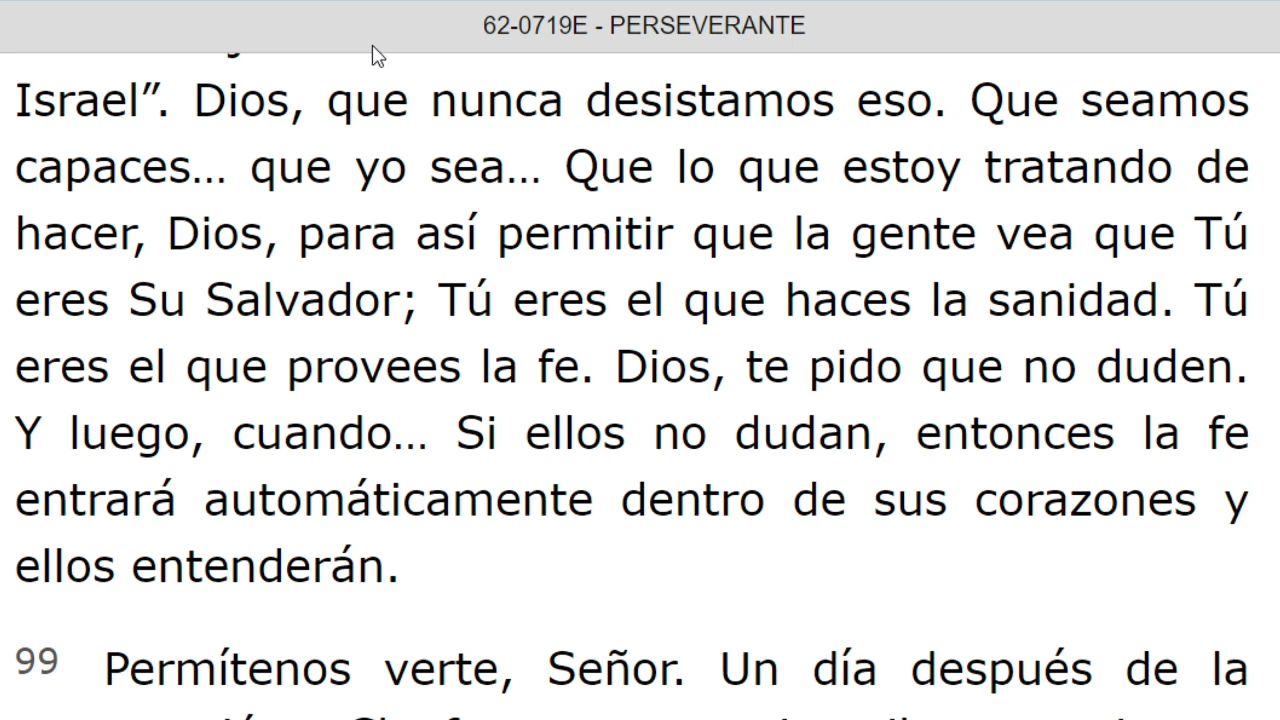 62-0719E - PERSEVERANTE
Israel”. Dios, que nunca desistamos eso. Que seamos
capaces... que yo sea... Que lo que estoy tratando de
hacer, Dios, para así permitir que la gente vea que Tú
eres Su Salvador; Tú eres el que haces la sanidad. Tú
eres el que provees la fe. Dios, te pido que no duden.
Y luego, cuando... Si ellos no dudan, entonces la fe
entrará automáticamente dentro de sus corazones y
ellos entenderán.
99 Permítenos verte, Señor. Un día después de la